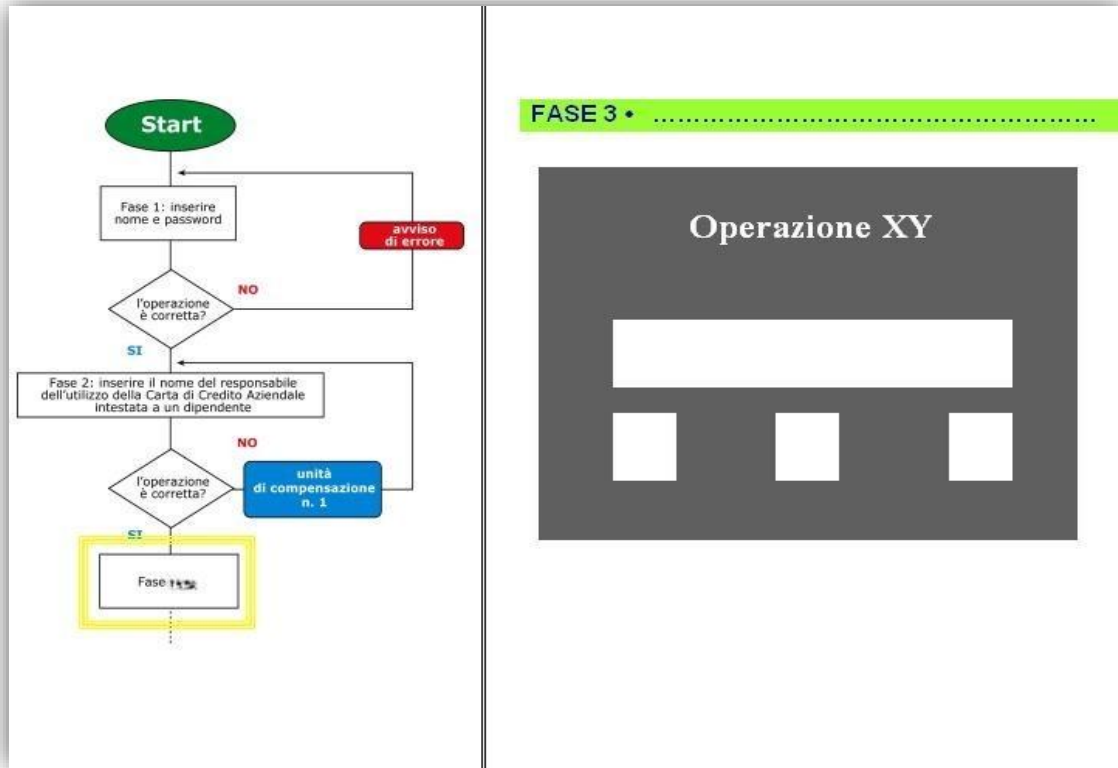 Start
Fase 1: inserire
nome e password
avviso
di errore
NO
l'operazione
è corretta?
SI
Fase 2: inserire il nome del responsabile
dell'utilizzo della Carta di Credito Aziendale
intestata a un dipendente
NO
l'operazione
è corretta?
unità
di compensazione
n. 1
SI
Fase
FASE 3 • ......................................................
Operazione XY